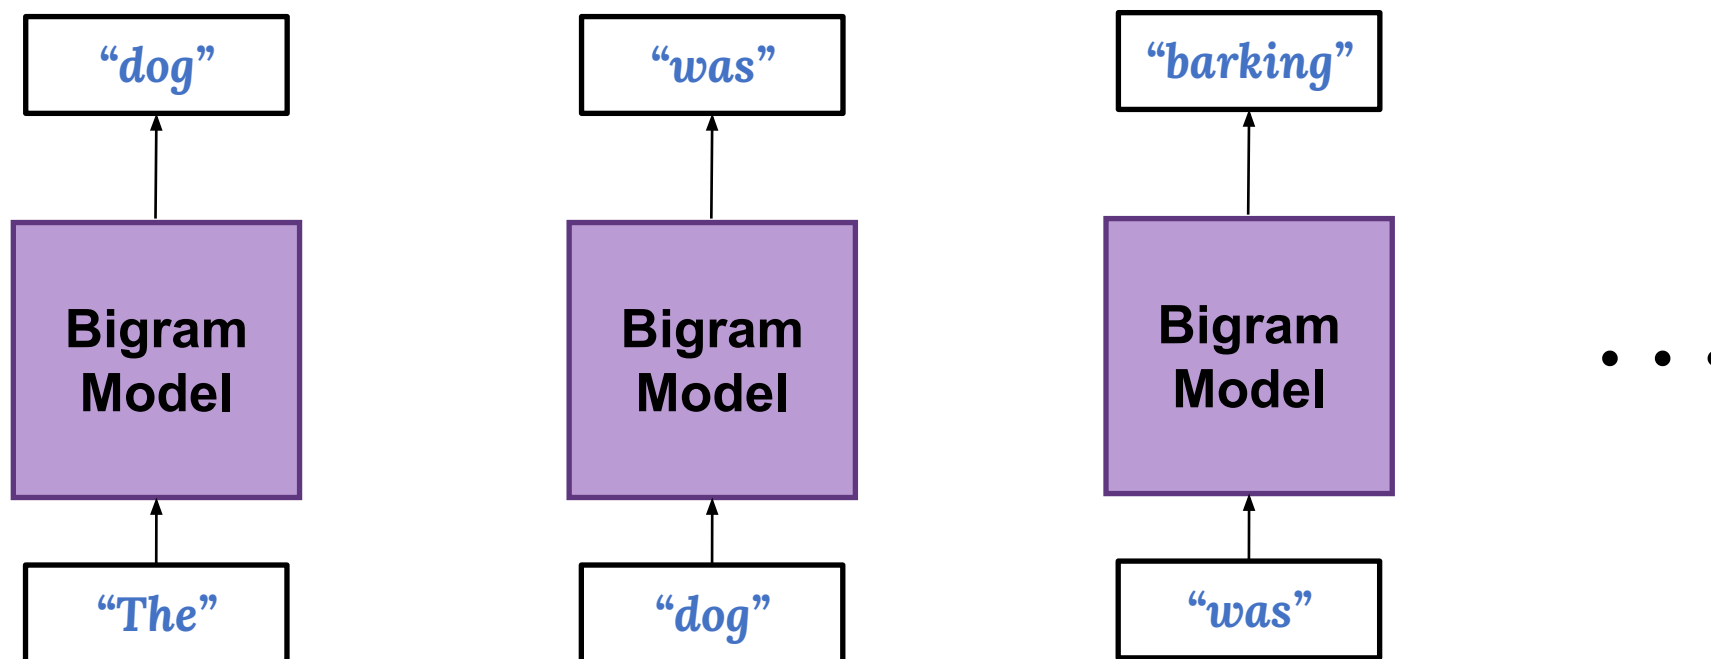 “dog”
“was”
“barking”
Bigram
Model
Bigram
Model
Bigram
Model
. . .
“The”
“dog”
“was”